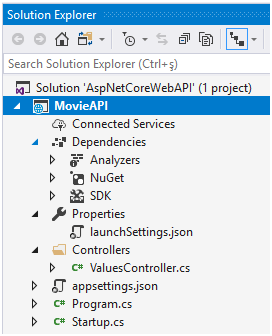 Solution Explorer
Search Solution Explorer (Ctrl+ş)
Solution 'AspNetCoreWebAPI' (1 project)
MovieAPI
Connected Services
Dependencies
Analyzers
NuGet
SDK
Properties
launchSettings.json
Controllers
C# ValuesController.cs
appsettings.json
C# Program.cs
C# Startup.cs